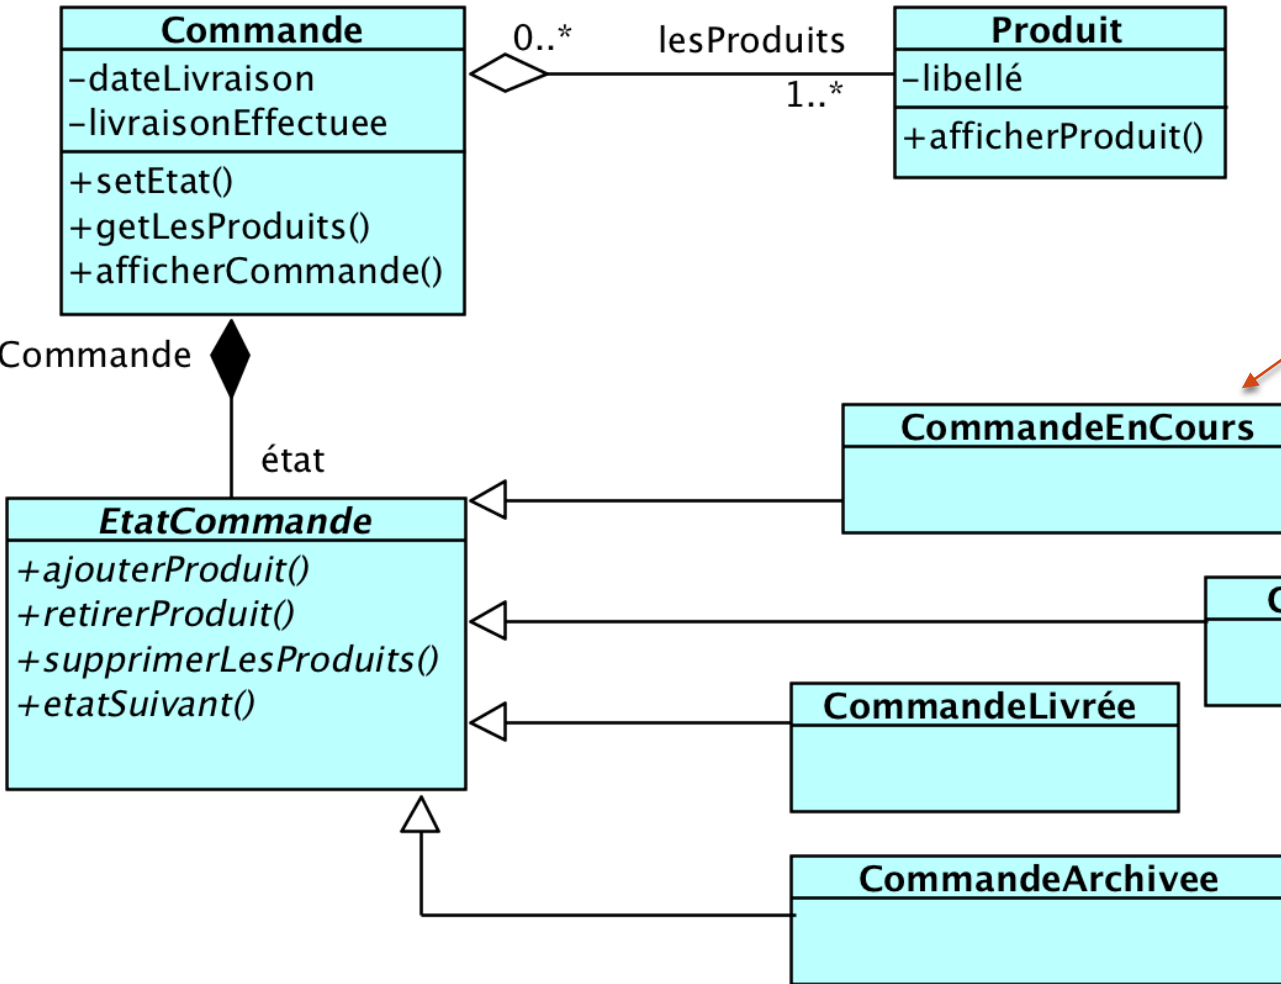 Commande
-dateLivraison
-livraisonEffectuee
+setEtat()
+getLesProduits()
+afficherCommande()
0..*
lesProduits
1..*
Produit
-libellé
+afficherProduit()
Commande
état
EtatCommande
+ajouterProduit()
+retirerProduit()
+supprimerLesProduits()
+etatSuivant()
CommandeEnCours
CommandeLivrée
CommandeArchivee